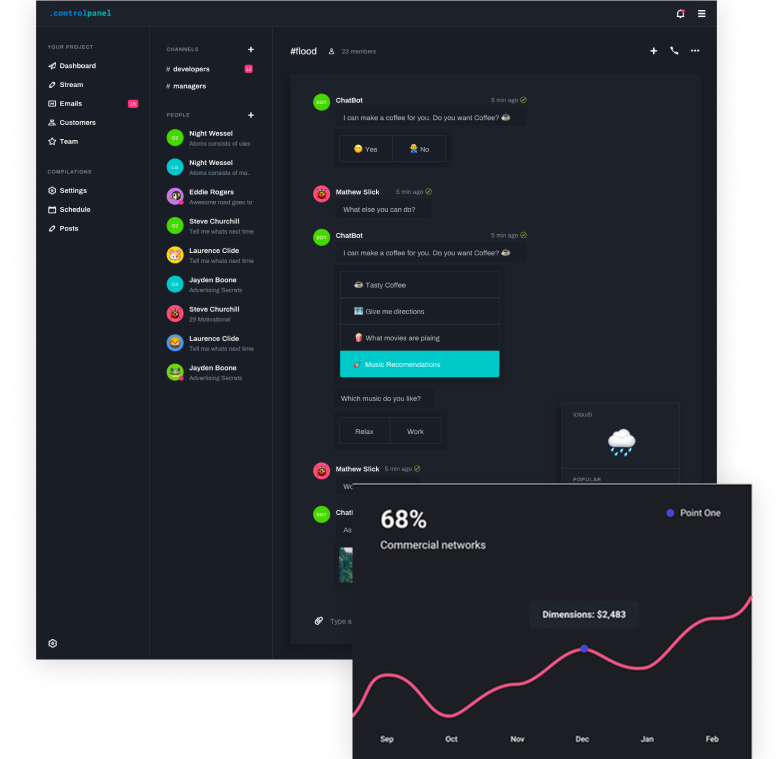 .controlpanel
YOUR PROJECT
Dashboard
Stream
Emails
Customers
Team
COMPILATIONS
Settings
Schedule
Posts
CHANNELS
# developers
# managers
PEOPLE
OZ
Night Wessel
Atoms consists of ules
LG
Night Wessel
Atoms consists of mo..
Eddie Rogers
Awesome road goes to
OZ
Steve Churchill
Tell me whats next time
Laurence Clide
Tell me whats next time
OZ
Jayden Boone
Advertising Secrets
Steve Churchill
29 Motivational
Laurence Clide
Tell me whats next time
Jayden Boone
Advertising Secrets
#flood 23 members
BOT
ChatBot 5 min ago
I can make a coffee for you. Do you want Coffee?
Yes No
Mathew Slick 5 min ago
What else you can do?
BOT
ChatBot 5 min ago
I can make a coffee for you. Do you want Coffee?
Tasty Coffee
Give me directions
What movies are plaing
Music Recomendations
Which music do you like?
Relax Work
Mathew Slick 5 min ago
Wo
BOT
As
Type a
(cloud)
POPULAR
68%
Commercial networks
Point One
Dimensions: $2,483
Sep Oct Nov Dec Jan Feb